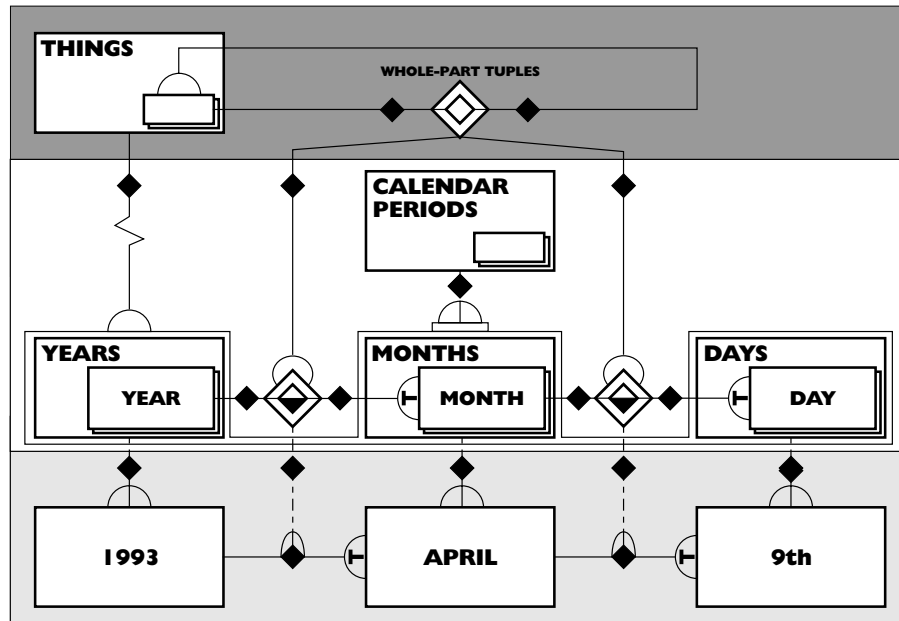 THINGS
WHOLE-PART TUPLES
CALENDAR
PERIODS
YEARS
MONTHS
DAYS
YEAR
T
MONTH
T
DAY
1993
T
APRIL
T
9th